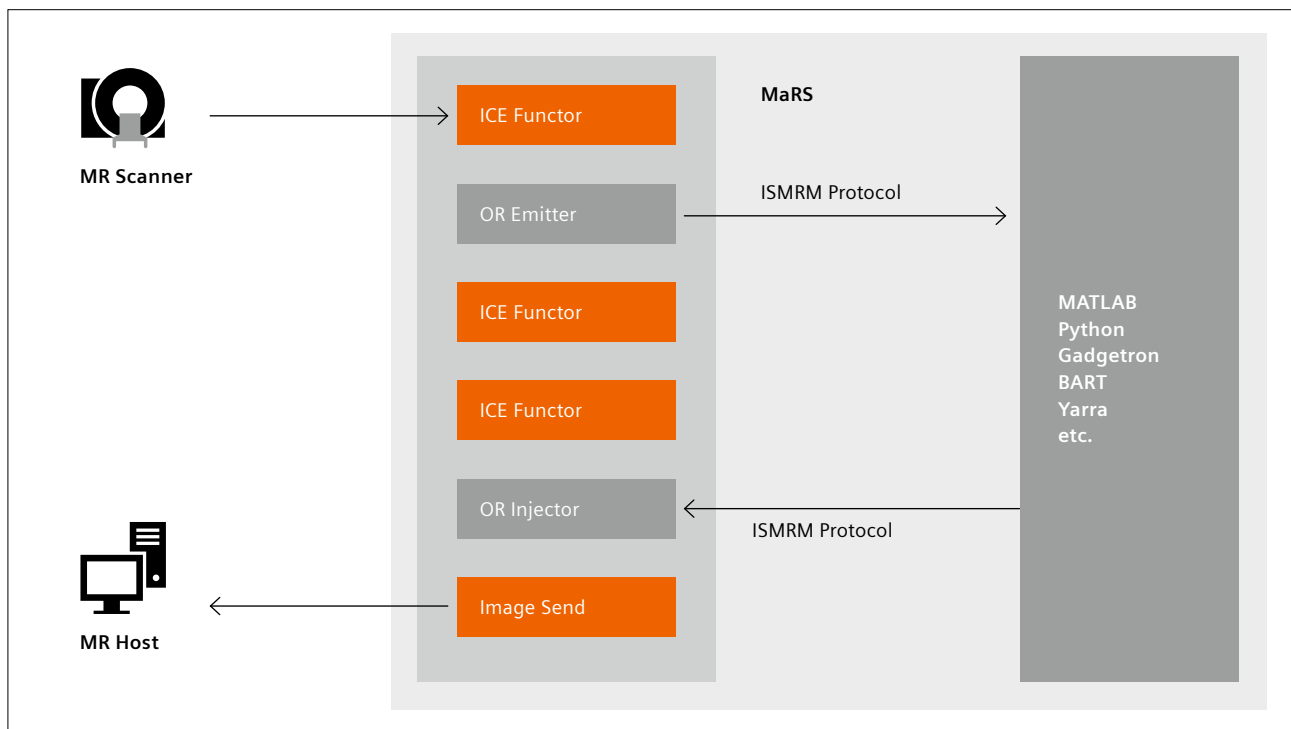 MR Scanner
ICE Functor
OR Emitter
ICE Functor
ICE Functor
OR Injector
Image Send
MR Host
MaRS
ISMRM Protocol
ISMRM Protocol
MATLAB
Python
Gadgetron
BART
Yarra
etc.